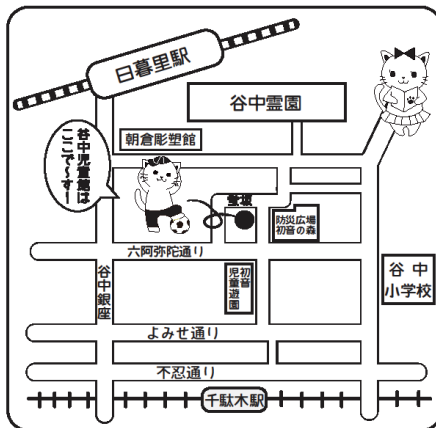 日暮里駅
谷中霊園
朝倉彫塑館
谷中児童館は
ここで〜す！
螢坂
防災広場
初音の森
六阿弥陀通り
谷中銀座
初音
児童遊園
谷中
小学校
よみせ通り
不忍通り
千駄木駅